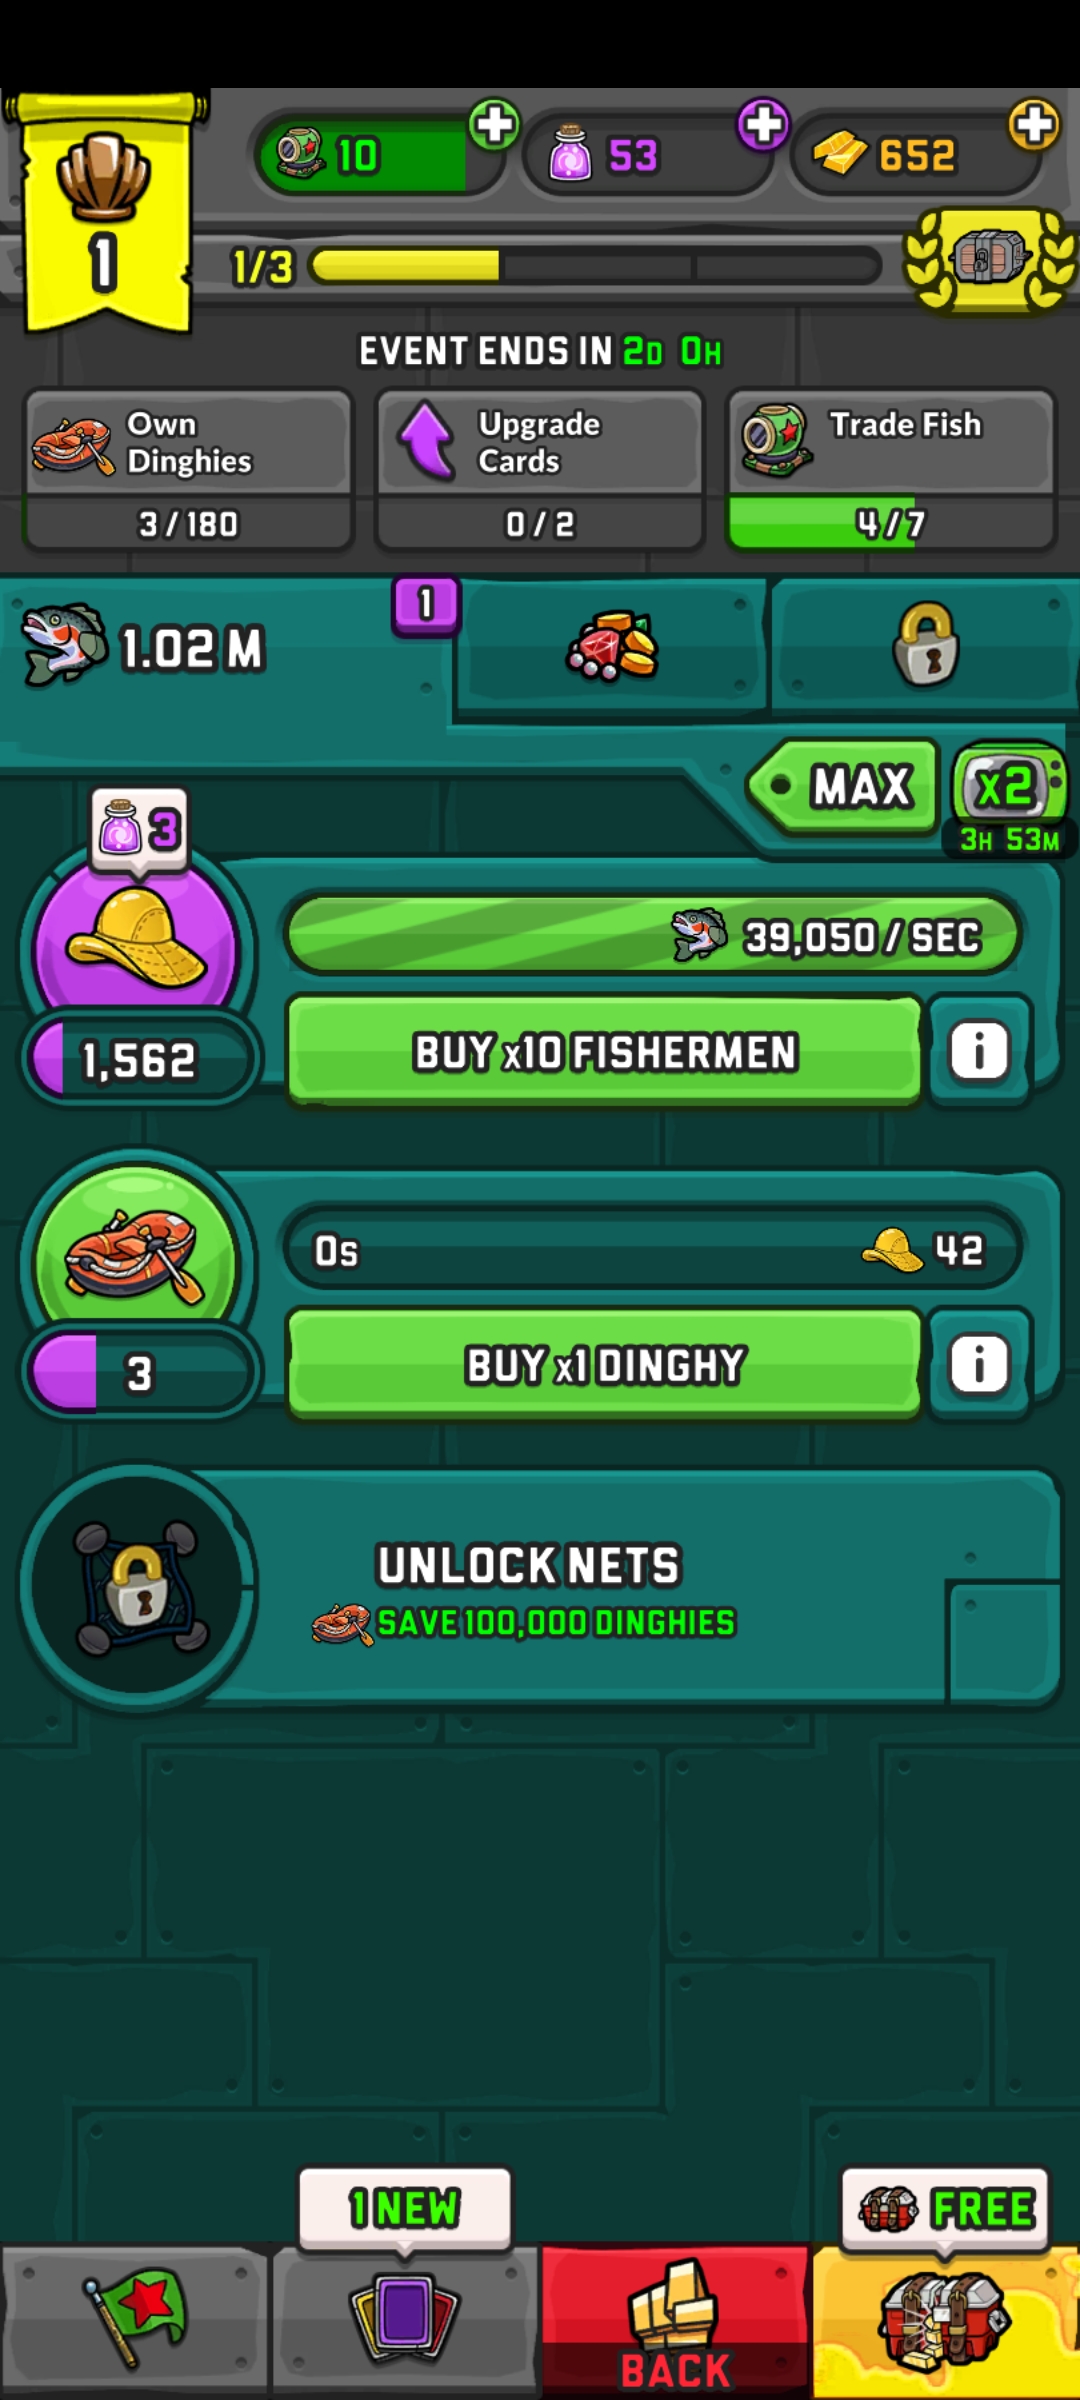 10
53
652
1
1/3
EVENT ENDS IN 2D 0H
Own
Dinghies
3/180
Upgrade
Cards
0/2
Trade Fish
4/7
1.02 M
1
MAX
x2
3H 53M
3
39,050 / SEC
1,562
BUY x10 FISHERMEN
i
0s
42
3
BUY x1 DINGHY
i
UNLOCK NETS
SAVE 100,000 DINGHIES
1 NEW
FREE
BACK